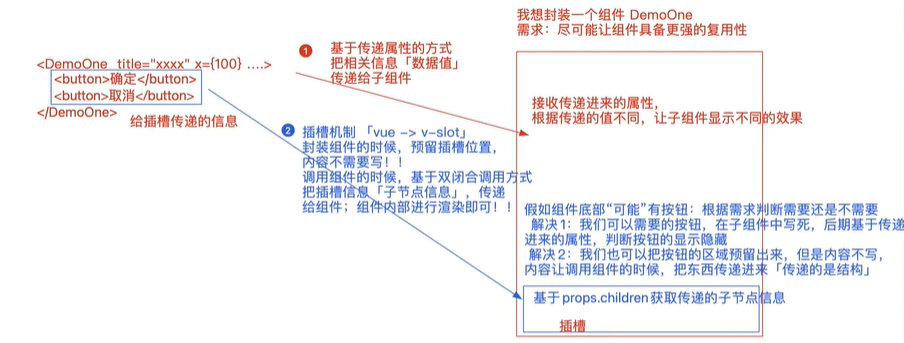 我想封装一个组件 DemoOne
需求：尽可能让组件具备更强的复用性
<DemoOne title="xxxx" x={100} ....>
<button>确定</button>
<button>取消</button>
</DemoOne>
给插槽传递的信息
1 基于传递属性的方式
把相关信息「数据值」
传递给子组件
2 插槽机制 「vue -> v-slot」
封装组件的时候，预留插槽位置，
内容不需要写！！
调用组件的时候，基于双闭合调用方式
把插槽信息「子节点信息」，传递
给组件；组件内部进行渲染即可！！
接收传递进来的属性，
根据传递的值不同，让子组件显示不同的效果
假如组件底部“可能”有按钮：根据需求判断需要还是不需要
解决1：我们可以需要的按钮，在子组件中写死，后期基于传递
进来的属性，判断按钮的显示隐藏
解决2：我们也可以把按钮的区域预留出来，但是内容不写，
内容让调用组件的时候，把东西传递进来「传递的是结构」
基于props.children获取传递的子节点信息
插槽